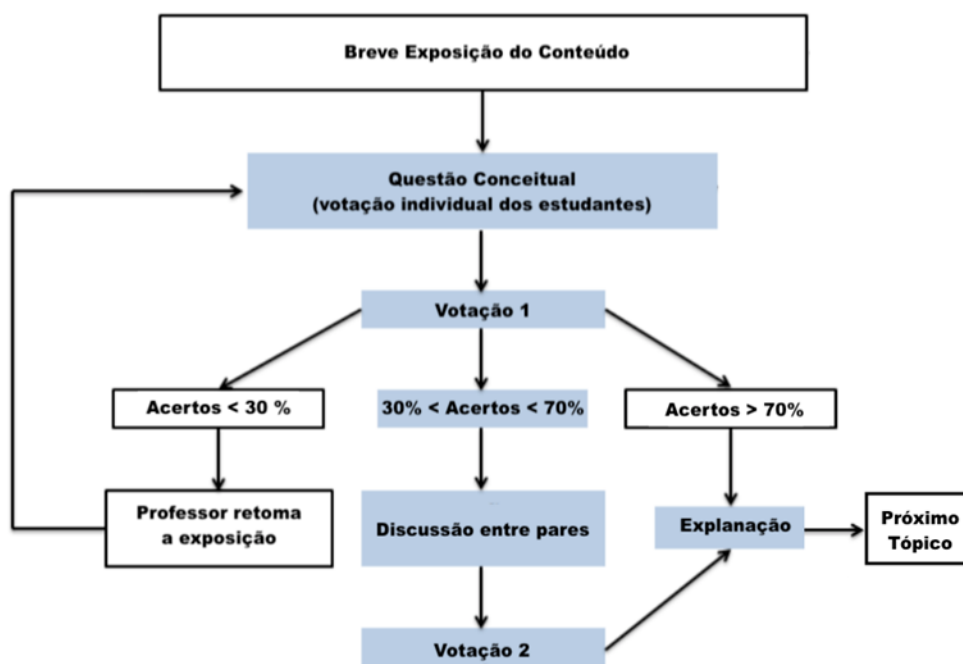 Breve Exposição do Conteúdo
Questão Conceitual
(votação individual dos estudantes)
Votação 1
Acertos < 30 %
30% < Acertos < 70%
Acertos > 70%
Professor retoma
a exposição
Discussão entre pares
Explanação
Próximo
Tópico
Votação 2